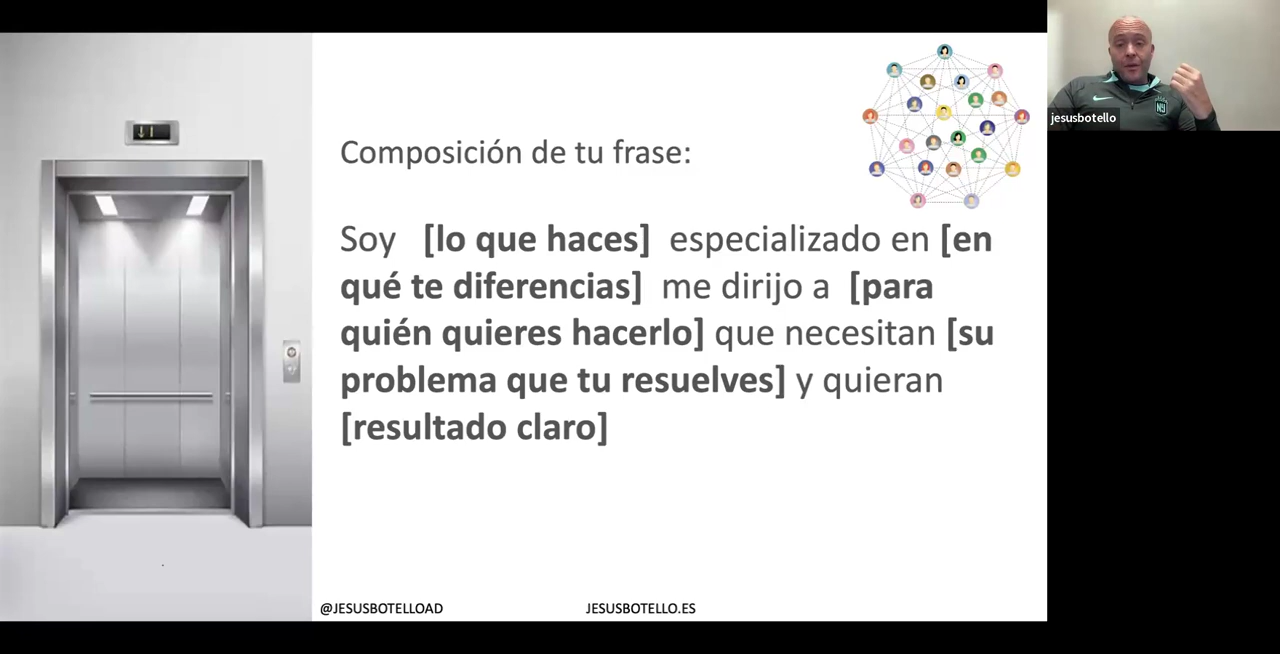 jesusbotello
Composición de tu frase:
Soy [lo que haces] especializado en [en
qué te diferencias] me dirijo a [para
quién quieres hacerlo] que necesitan [su
problema que tu resuelves] y quieran
[resultado claro]
@JESUSBOTELLOAD
JESUSBOTELLO.ES